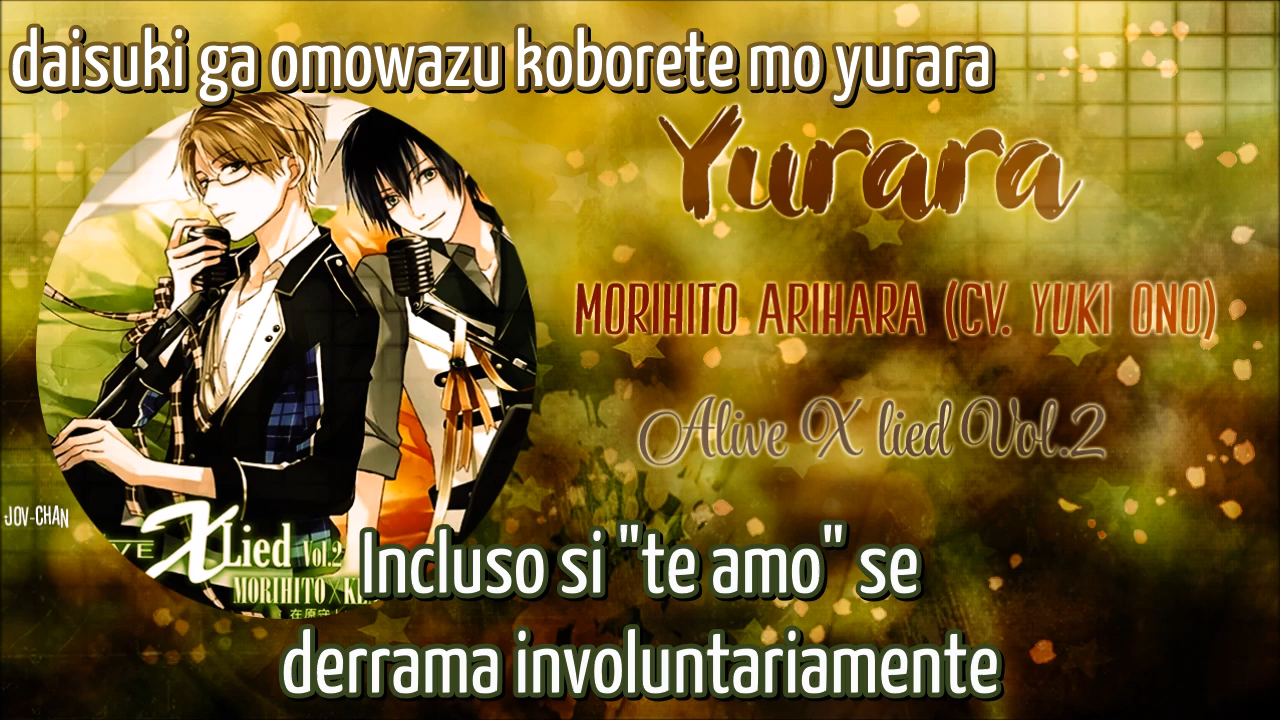 daisuki ga omowazu koborete mo yurara
Yurara
MORIHITO ARIHARA (CV. YUKI ONO)
Alive X lied Vol.2
JOV-CHAN
XLied Vol.2
MORIHITO X
Incluso si "te amo" se
derrama involuntariamente